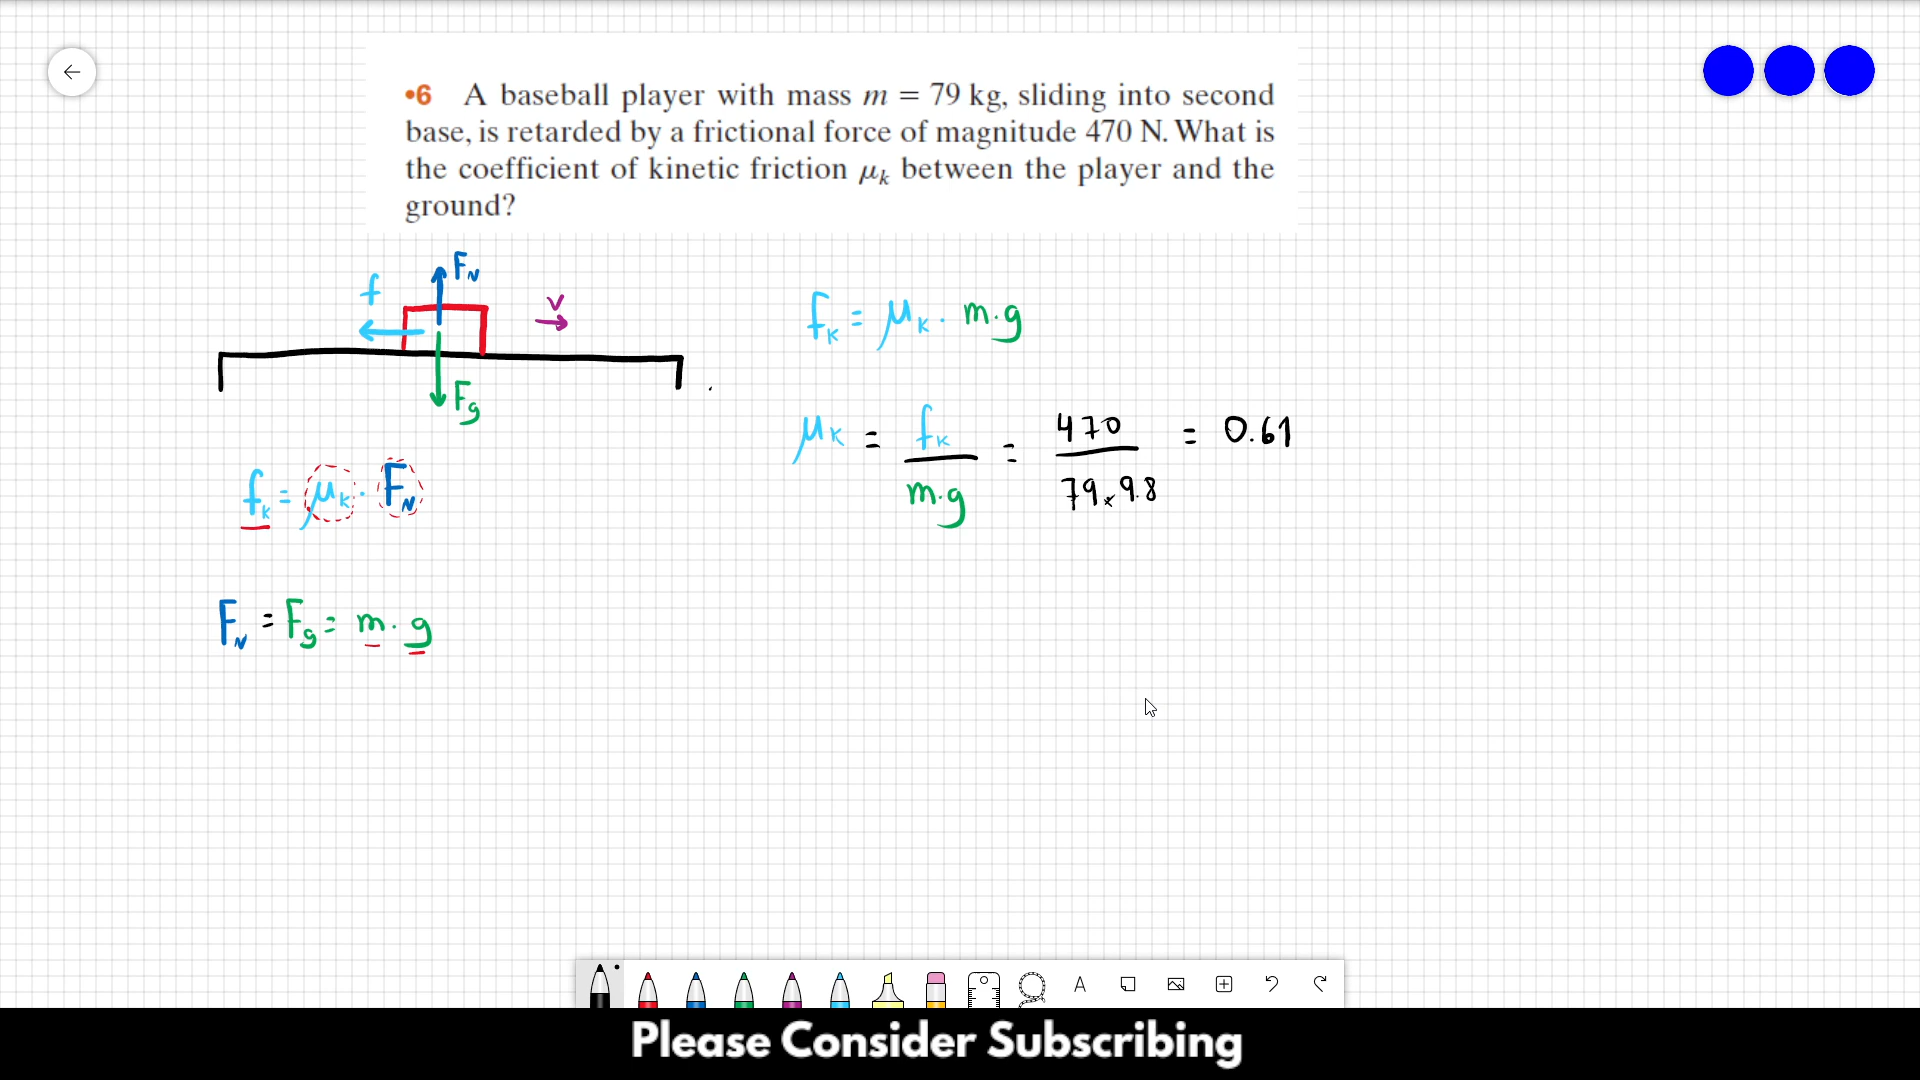 •6 A baseball player with mass m = 79 kg, sliding into second
base, is retarded by a frictional force of magnitude 470 N. What is
the coefficient of kinetic friction μk between the player and the
ground?
FN
f
v
Fg
fk = μk · FN
FN = Fg = m · g
fk = μk · m·g
μk = fk / m·g = 470 / 79 × 9.8 = 0.61
A
Please Consider Subscribing